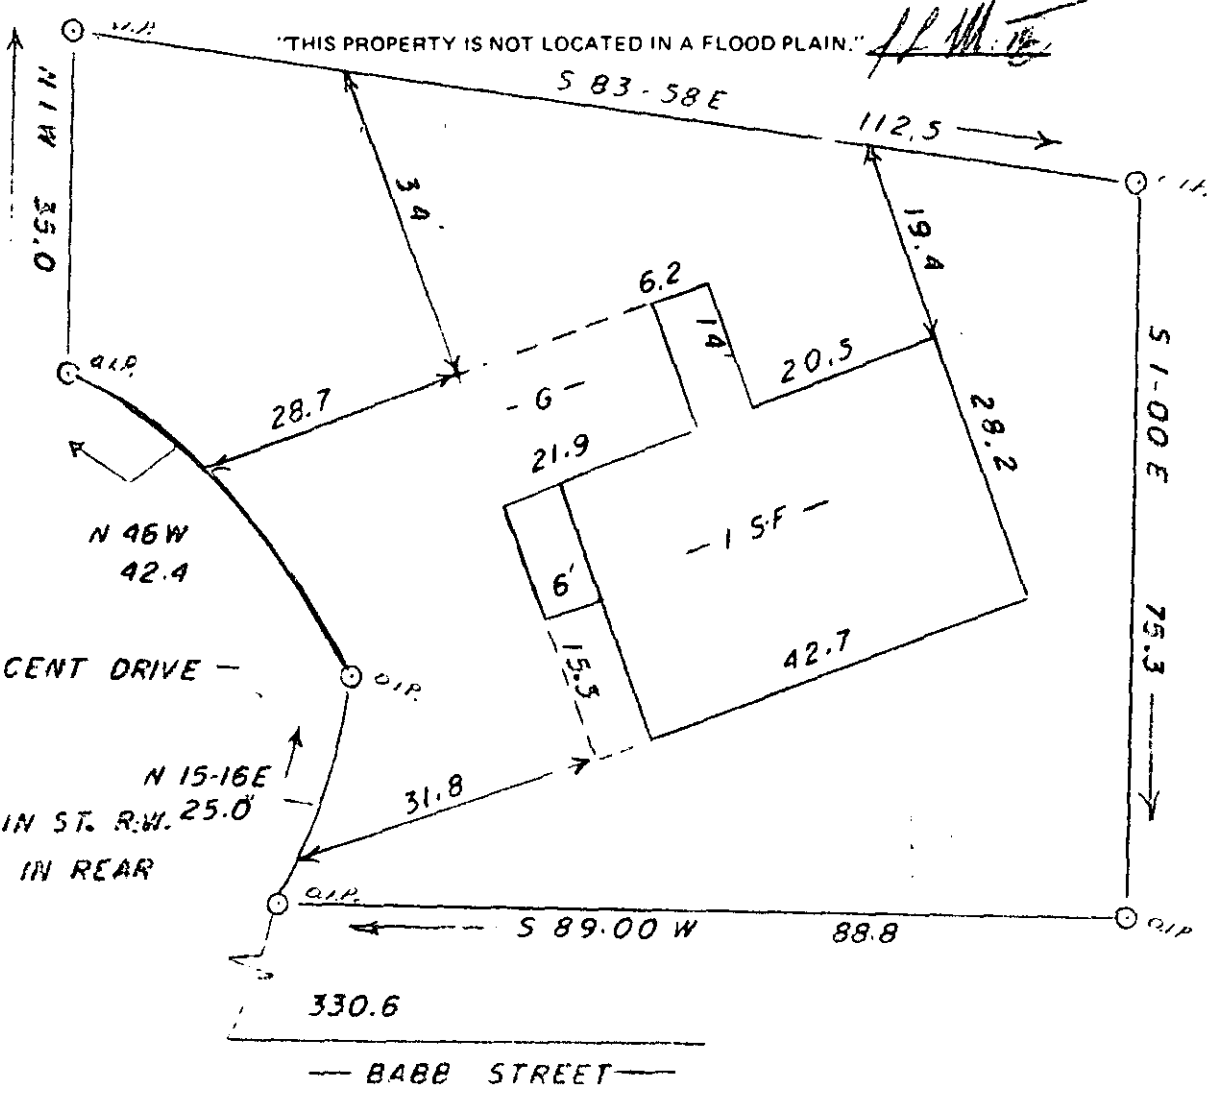 "THIS PROPERTY IS NOT LOCATED IN A FLOOD PLAIN."
S 83-58E
112.5
N 1 W 35.0
34'
19.4
6.2
14'
20.5
O.I.P.
28.7
- G -
21.9
28.2
S 1-00 E 75.3
N 46 W
42.4
- 1 S.F -
6'
15.3
42.7
CENT DRIVE -
O.I.P.
N 15-16E
25.0'
IN ST. R.W.
IN REAR
31.8
O.I.P.
S 89.00 W
88.8
O.I.P.
330.6
- BABB STREET -